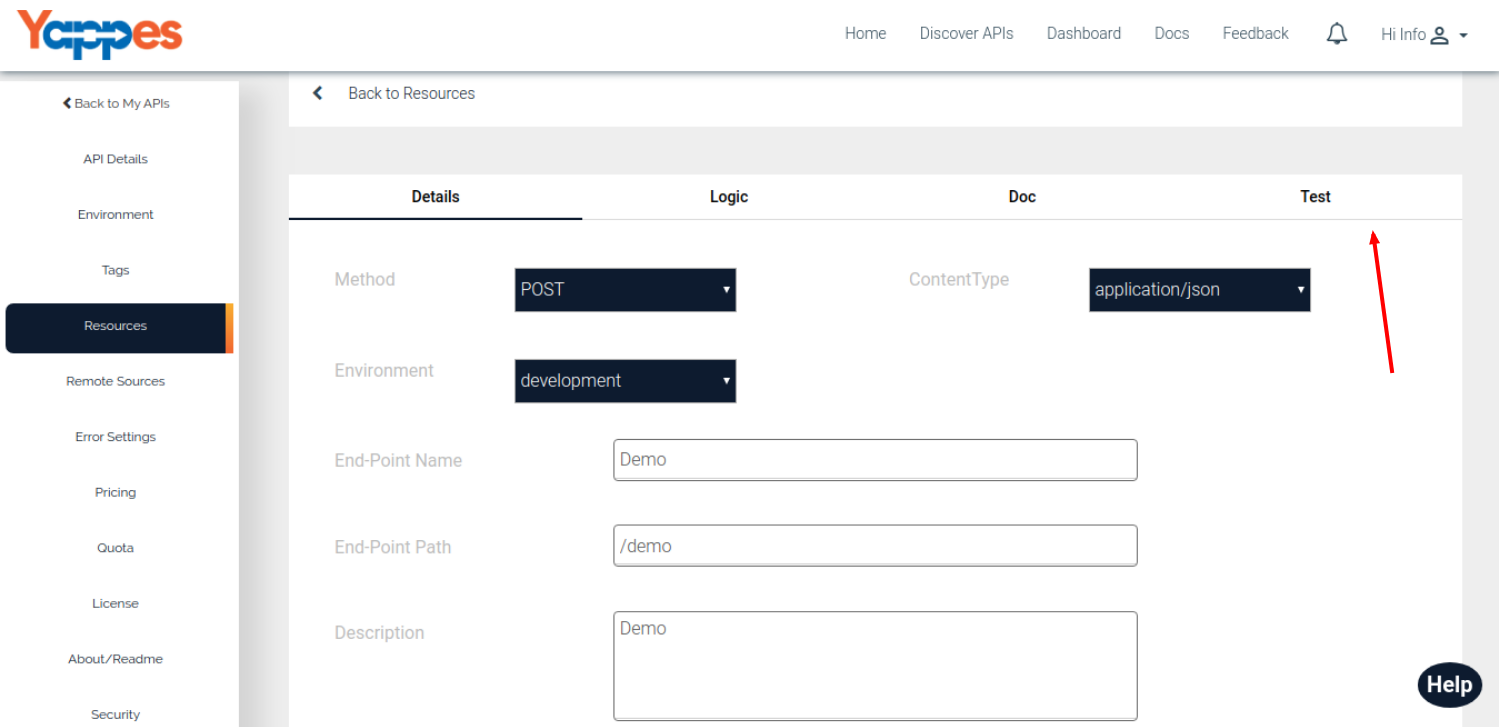 Yappes
Home Discover APIs Dashboard Docs Feedback Hi Info
Back to My APIs
API Details
Environment
Tags
Resources
Remote Sources
Error Settings
Pricing
Quota
License
About/Readme
Security
Back to Resources
Details Logic Doc Test
Method POST ContentType application/json
Environment development
End-Point Name Demo
End-Point Path /demo
Description Demo
Help